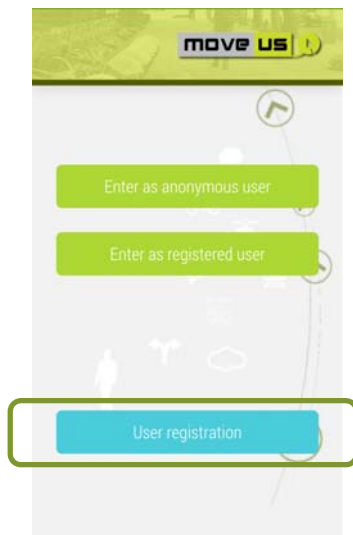 move us
Enter as anonymous user
Enter as registered user
User registration